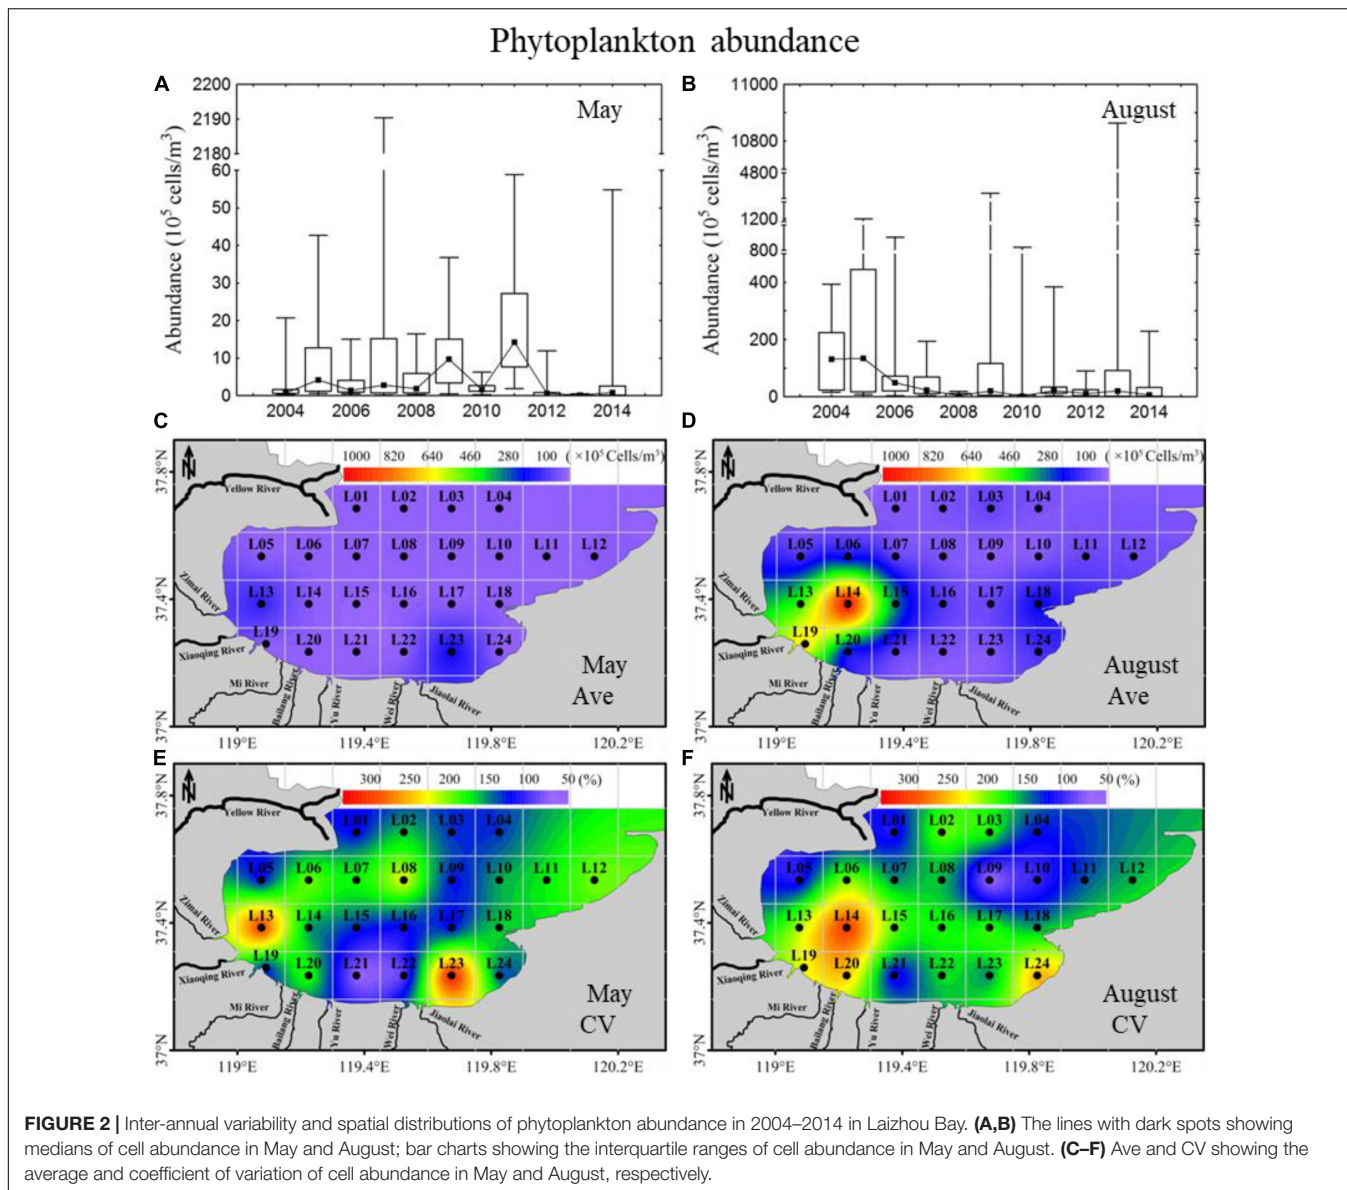 Phytoplankton abundance
A
Abundance (10⁵ cells/m³)
2200
2190
2180
60
50
40
30
20
10
0
May
2004 2006 2008 2010 2012 2014
B
Abundance (10⁵ cells/m³)
11000
10800
4800
1200
800
400
200
0
August
2004 2006 2008 2010 2012 2014
C
N
1000 820 640 460 280 100 (×10⁵ Cells/m³)
Yellow River
L01 L02 L03 L04
L05 L06 L07 L08 L09 L10 L11 L12
Zimai River
L13 L14 L15 L16 L17 L18
L19 L20 L21 L22 L23 L24
Xiaoqing River
Mi River
Bailang River
Yu River
Wei River
Jiaolai River
May
Ave
37.8°N
37.4°N
37°N
119°E 119.4°E 119.8°E 120.2°E
D
N
1000 820 640 460 280 100 (×10⁵ Cells/m³)
Yellow River
L01 L02 L03 L04
L05 L06 L07 L08 L09 L10 L11 L12
Zimai River
L13 L14 L15 L16 L17 L18
L19 L20 L21 L22 L23 L24
Xiaoqing River
Mi River
Bailang River
Yu River
Wei River
Jiaolai River
August
Ave
37.8°N
37.4°N
37°N
119°E 119.4°E 119.8°E 120.2°E
E
N
300 250 200 150 100 50 (%)
Yellow River
L01 L02 L03 L04
L05 L06 L07 L08 L09 L10 L11 L12
Zimai River
L13 L14 L15 L16 L17 L18
L19 L20 L21 L22 L23 L24
Xiaoqing River
Mi River
Bailang River
Yu River
Wei River
Jiaolai River
May
CV
37.8°N
37.4°N
37°N
119°E 119.4°E 119.8°E 120.2°E
F
N
300 250 200 150 100 50 (%)
Yellow River
L01 L02 L03 L04
L05 L06 L07 L08 L09 L10 L11 L12
Zimai River
L13 L14 L15 L16 L17 L18
L19 L20 L21 L22 L23 L24
Xiaoqing River
Mi River
Bailang River
Yu River
Wei River
Jiaolai River
August
CV
37.8°N
37.4°N
37°N
119°E 119.4°E 119.8°E 120.2°E
FIGURE 2 | Inter-annual variability and spatial distributions of phytoplankton abundance in 2004–2014 in Laizhou Bay. (A,B) The lines with dark spots showing
medians of cell abundance in May and August; bar charts showing the interquartile ranges of cell abundance in May and August. (C–F) Ave and CV showing the
average and coefficient of variation of cell abundance in May and August, respectively.